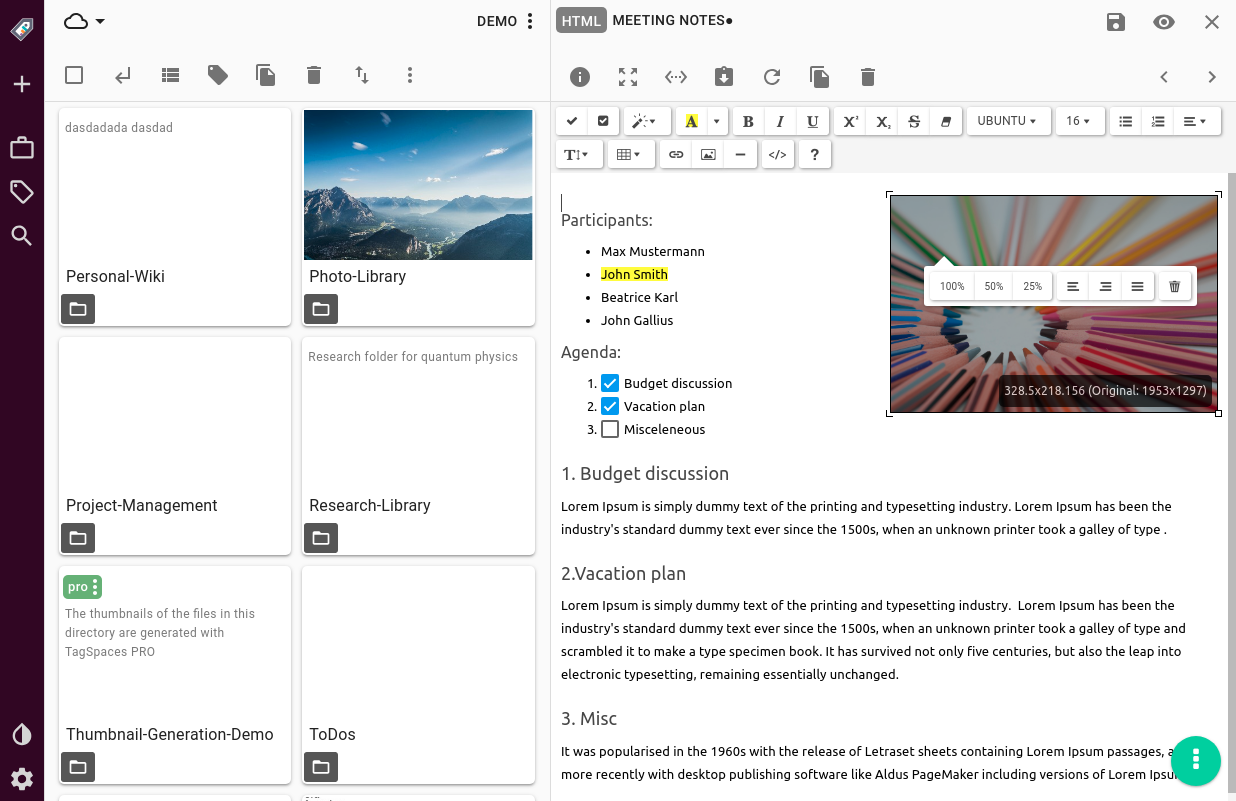 DEMO
dasdadada dasdad
Personal-Wiki
Photo-Library
Project-Management
Research folder for quantum physics
Research-Library
pro
The thumbnails of the files in this
directory are generated with
TagSpaces PRO
Thumbnail-Generation-Demo
ToDos
HTML MEETING NOTES●
A B I U X² X₂ S UBUNTU 16
T </> ?
Participants:
• Max Mustermann
• John Smith
• Beatrice Karl
• John Gallius
100% 50% 25%
328.5x218.156 (Original: 1953x1297)
Agenda:
1. Budget discussion
2. Vacation plan
3. Misceleneous
1. Budget discussion
Lorem Ipsum is simply dummy text of the printing and typesetting industry. Lorem Ipsum has been the
industry's standard dummy text ever since the 1500s, when an unknown printer took a galley of type .
2.Vacation plan
Lorem Ipsum is simply dummy text of the printing and typesetting industry.  Lorem Ipsum has been the
industry's standard dummy text ever since the 1500s, when an unknown printer took a galley of type and
scrambled it to make a type specimen book. It has survived not only five centuries, but also the leap into
electronic typesetting, remaining essentially unchanged.
3. Misc
It was popularised in the 1960s with the release of Letraset sheets containing Lorem Ipsum passages,
more recently with desktop publishing software like Aldus PageMaker including versions of Lorem